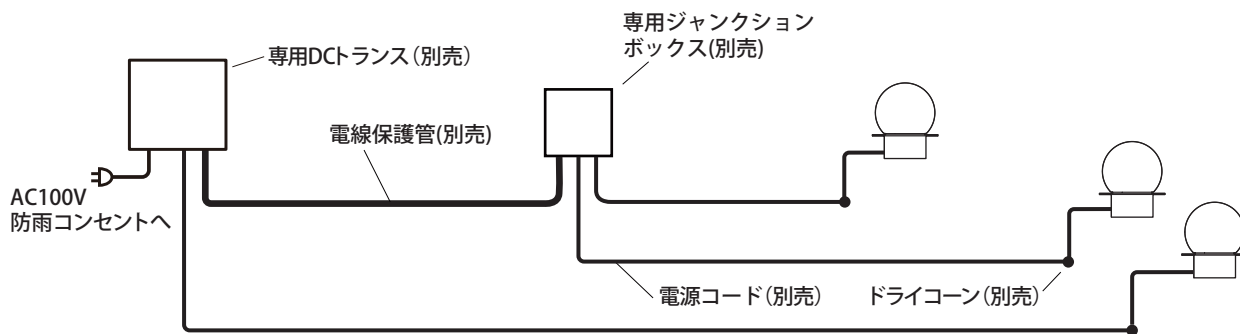 専用ジャンクション
ボックス(別売)
専用DCトランス（別売）
電線保護管(別売)
AC100V
防雨コンセントへ
電源コード（別売）
ドライコーン（別売）